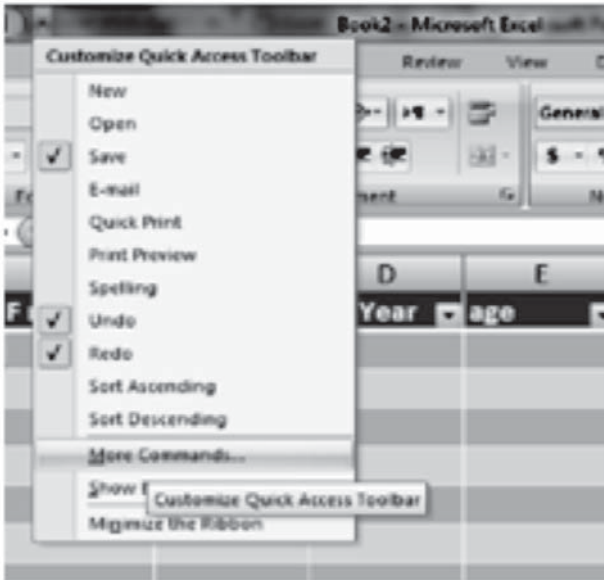 Book2 - Microsoft Excel
Customize Quick Access Toolbar
Review View
New
Open
General
Save
$
E-mail
Quick Print
Print Preview
D E
Spelling
Year age
Undo
Redo
Sort Ascending
Sort Descending
More Commands...
Show
Customize Quick Access Toolbar
Minimize the Ribbon